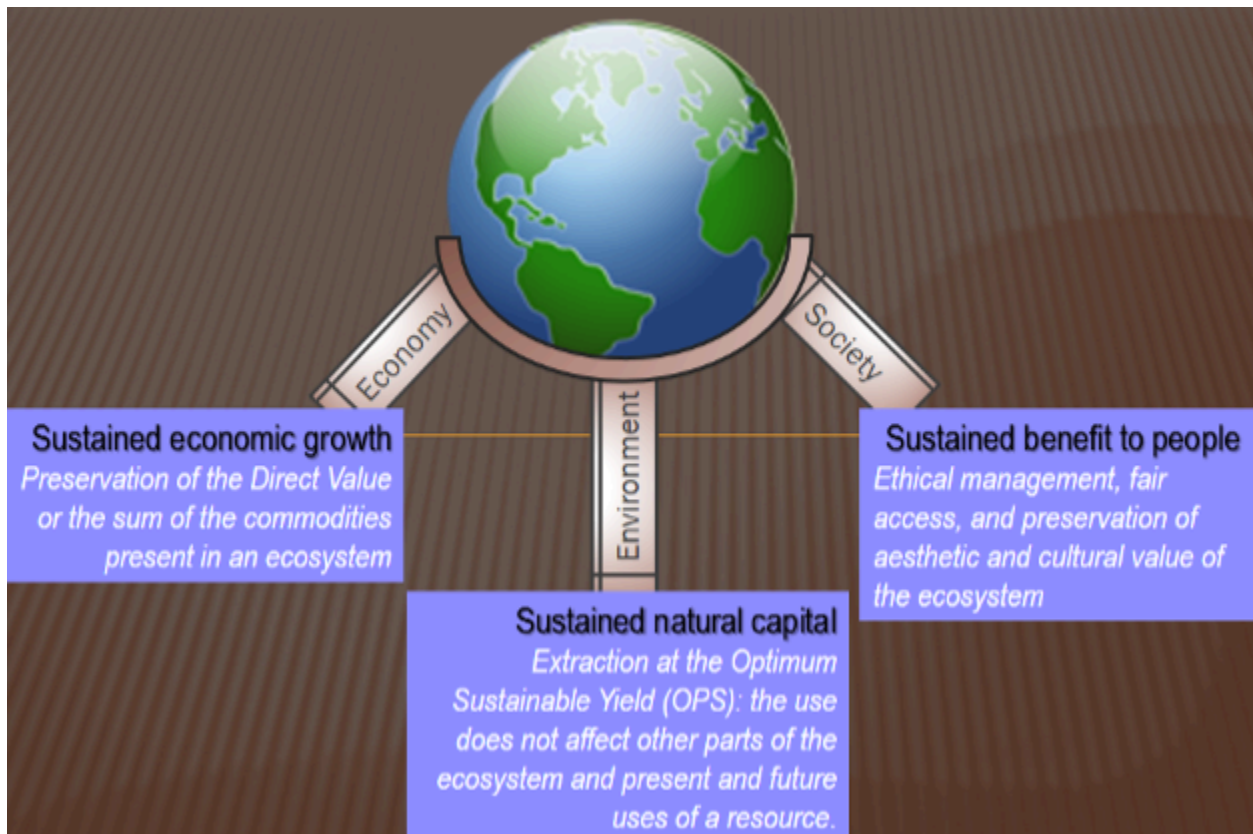 Economy
Society
Environment
Sustained economic growth
Preservation of the Direct Value
or the sum of the commodities
present in an ecosystem
Sustained natural capital
Extraction at the Optimum
Sustainable Yield (OPS): the use
does not affect other parts of the
ecosystem and present and future
uses of a resource.
Sustained benefit to people
Ethical management, fair
access, and preservation of
aesthetic and cultural value of
the ecosystem